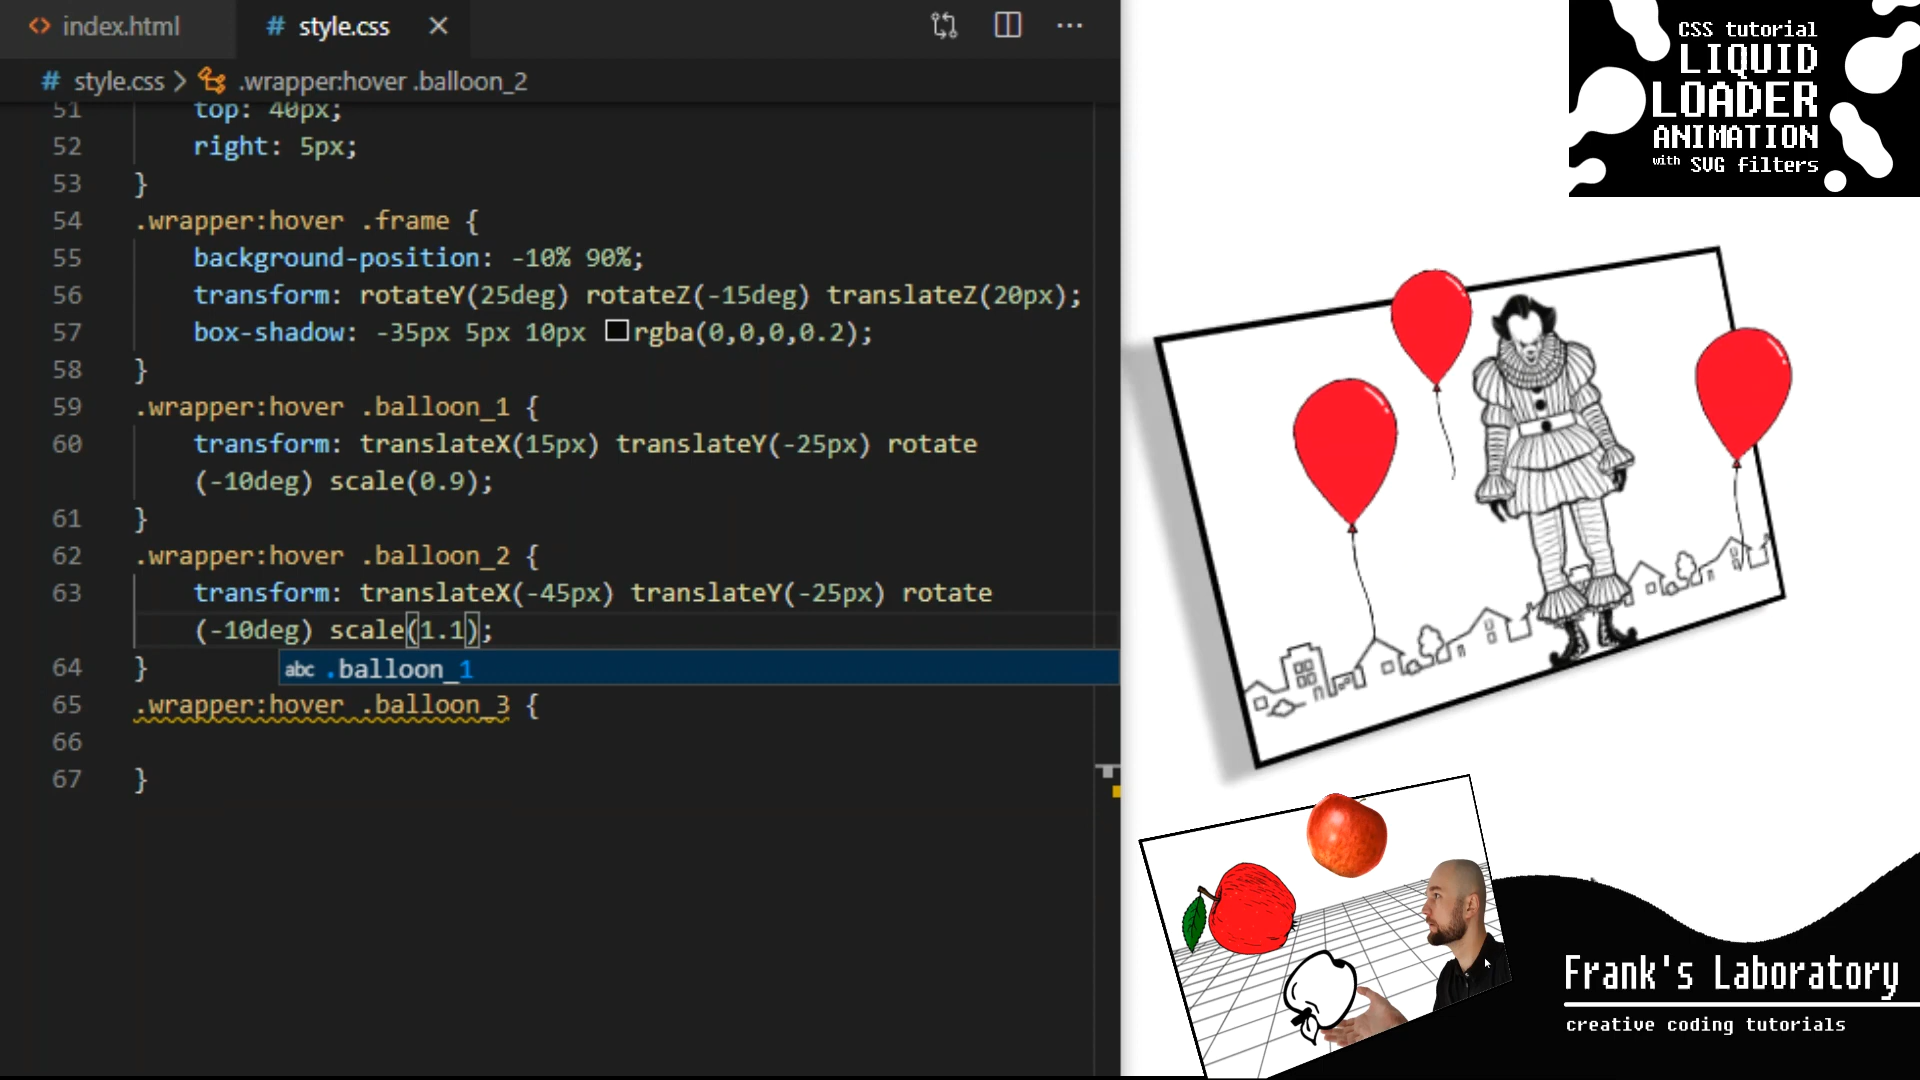 index.html
style.css
style.css > .wrapper:hover .balloon_2
51 top: 40px;
52 right: 5px;
53 }
54 .wrapper:hover .frame {
55 background-position: -10% 90%;
56 transform: rotateY(25deg) rotateZ(-15deg) translateZ(20px);
57 box-shadow: -35px 5px 10px rgba(0,0,0,0.2);
58 }
59 .wrapper:hover .balloon_1 {
60 transform: translateX(15px) translateY(-25px) rotate
(-10deg) scale(0.9);
61 }
62 .wrapper:hover .balloon_2 {
63 transform: translateX(-45px) translateY(-25px) rotate
(-10deg) scale(1.1);
64 }
abc .balloon_1
65 .wrapper:hover .balloon_3 {
66
67 }
CSS tutorial
LIQUID
LOADER
ANIMATION
with SVG filters
Frank's Laboratory
creative coding tutorials